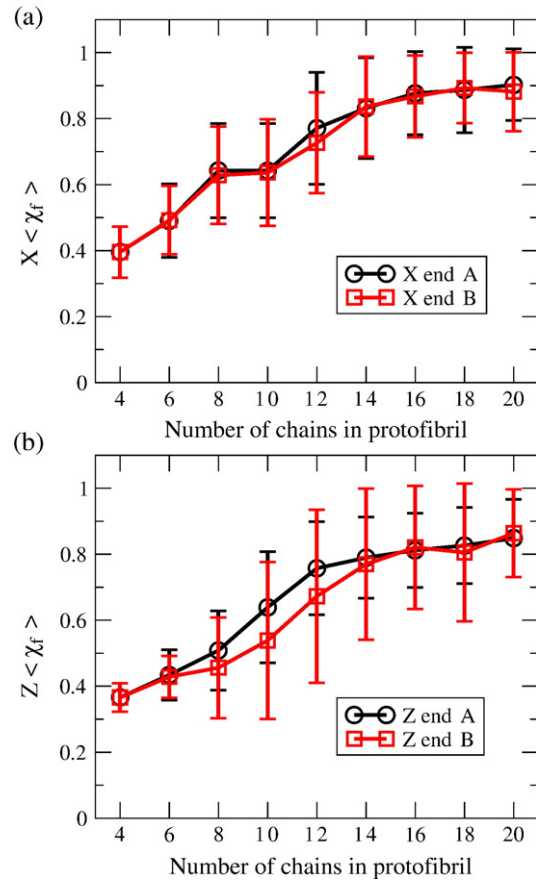 (a)
1
0.8
0.6
0.4
0.2
0
X < χf >
X end A
X end B
4 6 8 10 12 14 16 18 20
Number of chains in protofibril
(b)
1
0.8
0.6
0.4
0.2
0
Z < χf >
Z end A
Z end B
4 6 8 10 12 14 16 18 20
Number of chains in protofibril